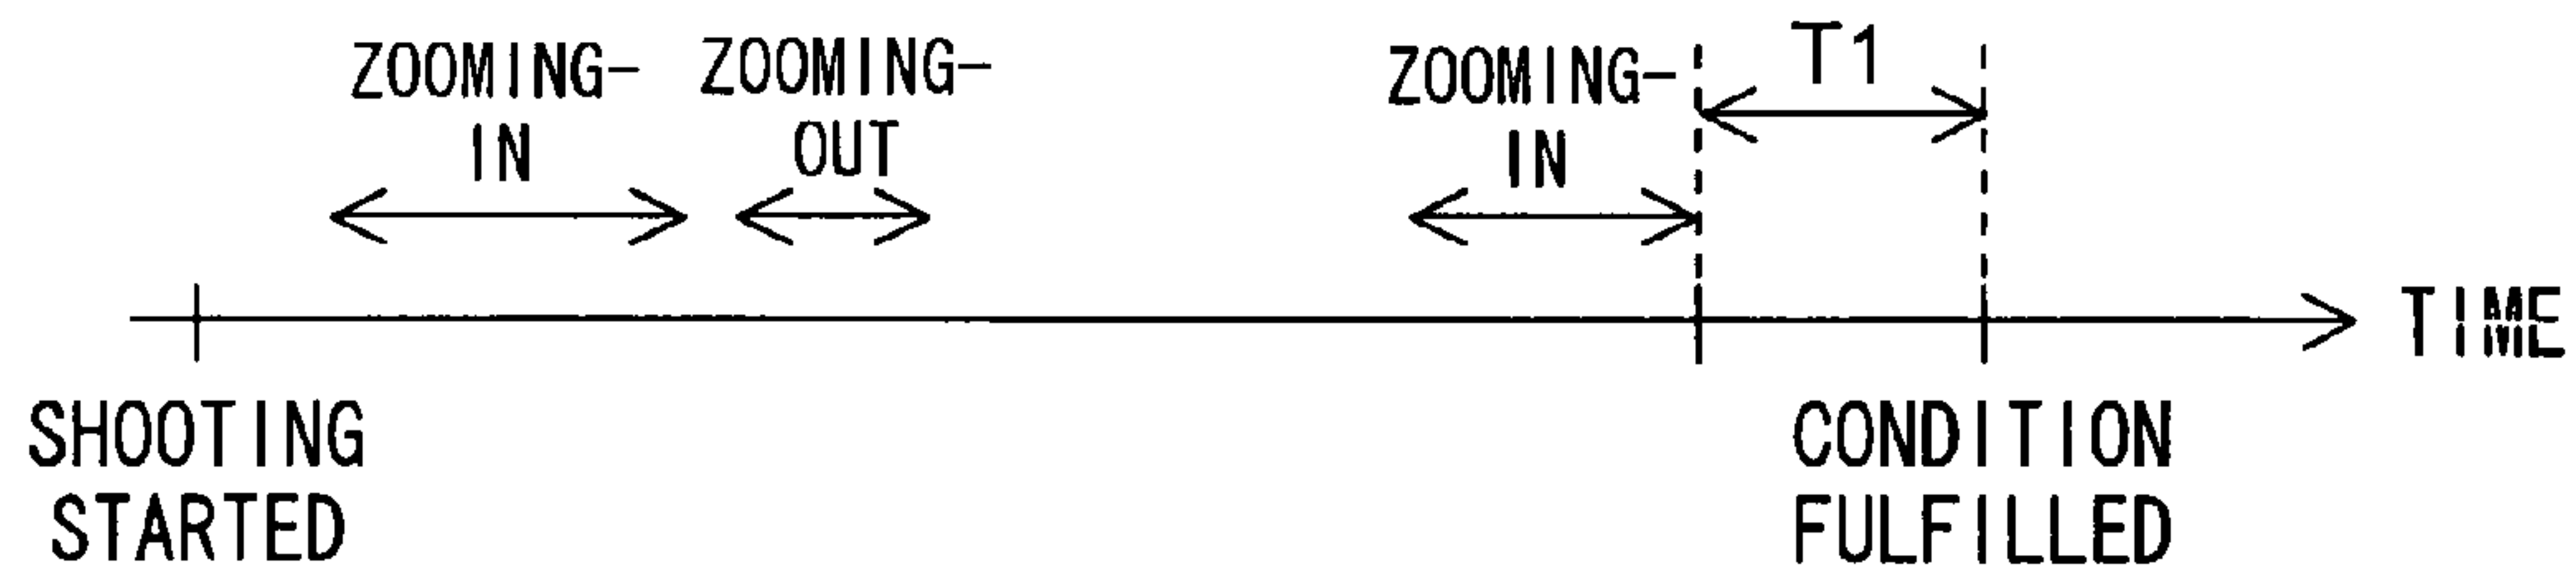 ZOOMING-
IN
ZOOMING-
OUT
ZOOMING-
IN
T1
TIME
SHOOTING
STARTED
CONDITION
FULFILLED